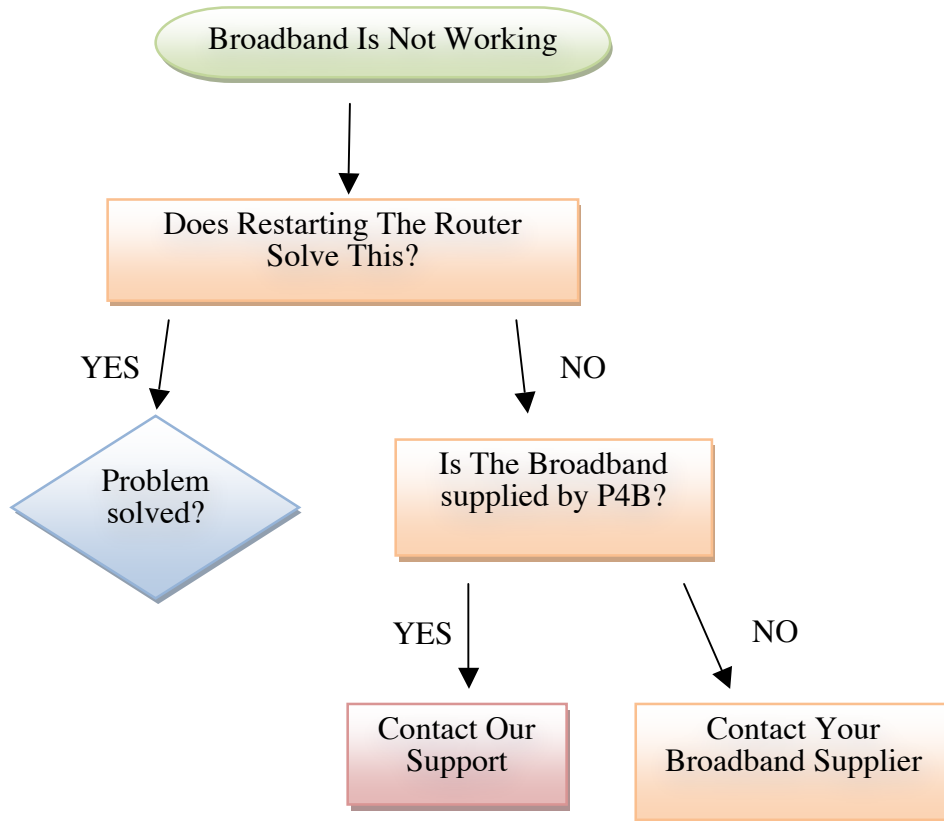 Broadband Is Not Working
Does Restarting The Router
Solve This?
YES
NO
Problem
solved?
Is The Broadband
supplied by P4B?
YES
NO
Contact Our
Support
Contact Your
Broadband Supplier